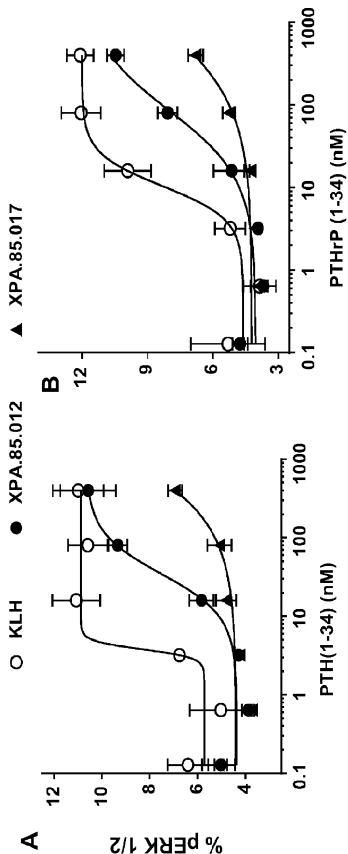 KLH XPA.85.012 XPA.85.017
A
% pERK 1/2
12
10
8
6
4
0.1 1 10 100 1000
PTH(1-34) (nM)
B
12
9
6
3
0.1 1 10 100 1000
PTHrP (1-34) (nM)